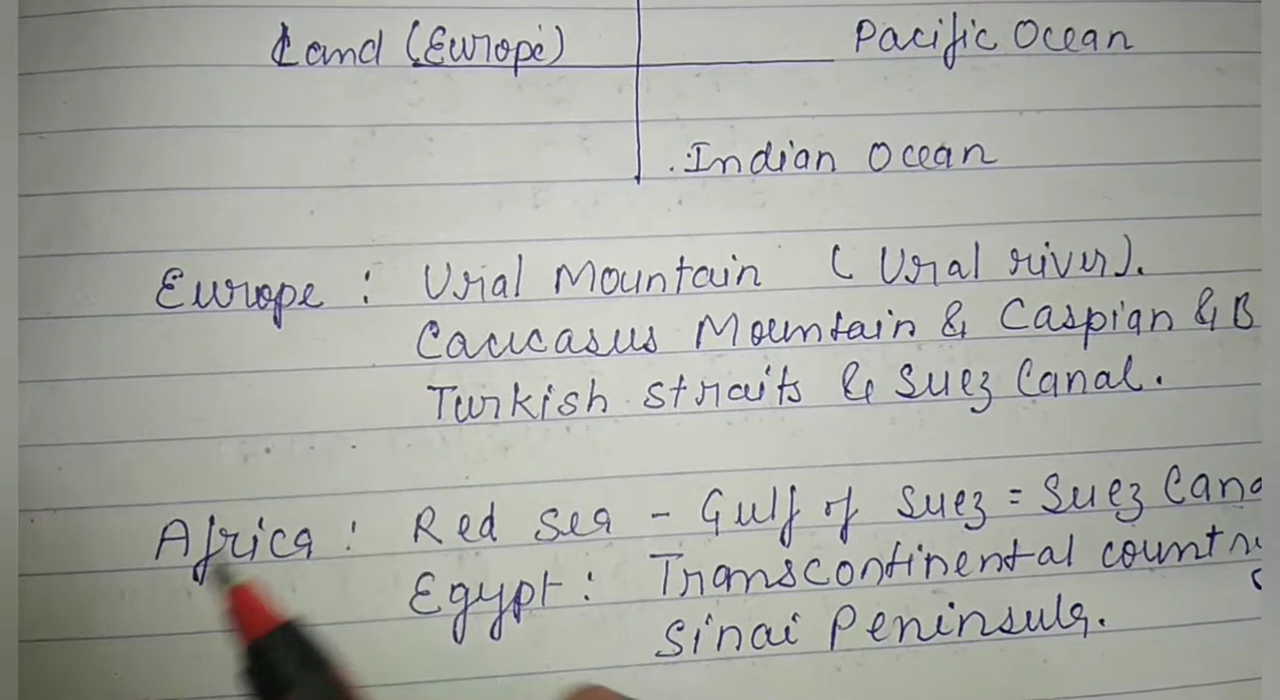 Land (Europe)
Pacific Ocean
Indian Ocean
Europe : Ural Mountain ( Ural river).
Caucasus Mountain & Caspian & B
Turkish straits & Suez Canal.
Africa : Red sea - Gulf of Suez = Suez Cana
Egypt : Transcontinental countr
Sinai Peninsula.